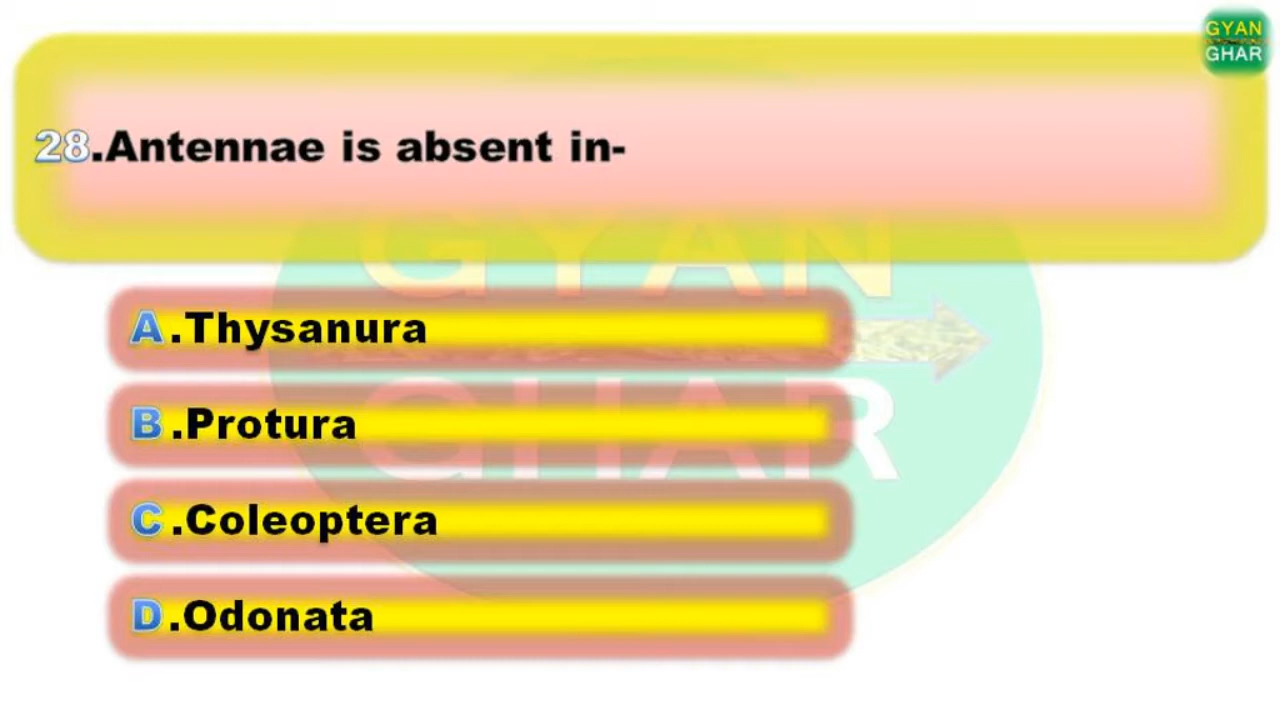 GYAN
GHAR
28.Antennae is absent in-
GYAN
A.Thysanura
GHAR
B.Protura
C.Coleoptera
D.Odonata